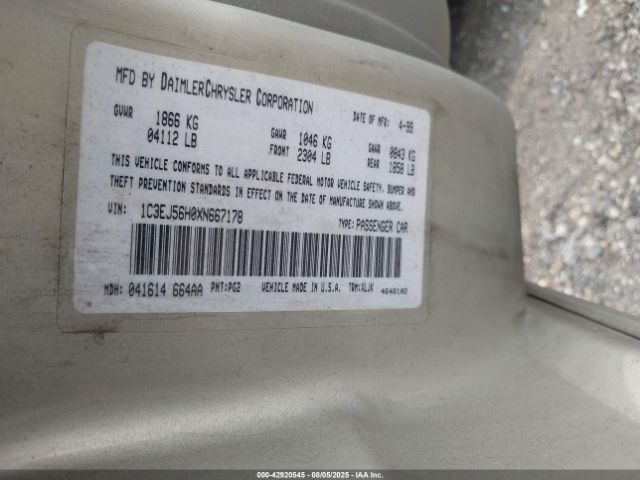 MFD BY DAIMLERCHRYSLER CORPORATION DATE OF MFR: 4-99
GVWR 1866 KG 04112 LB GAWR FRONT 1046 KG 2304 LB GAWR REAR 0843 KG 1858 LB
THIS VEHICLE CONFORMS TO ALL APPLICABLE FEDERAL MOTOR VEHICLE SAFETY, BUMPER AND
THEFT PREVENTION STANDARDS IN EFFECT ON THE DATE OF MANUFACTURE SHOWN ABOVE.
VIN: 1C3EJ56H0XN667178 TYPE: PASSENGER CAR
MDH: 041614 664AA PNT: PG2 VEHICLE MADE IN U.S.A. TRM: XLJK 4648102
000-42920545 - 08/05/2025 - IAA Inc.